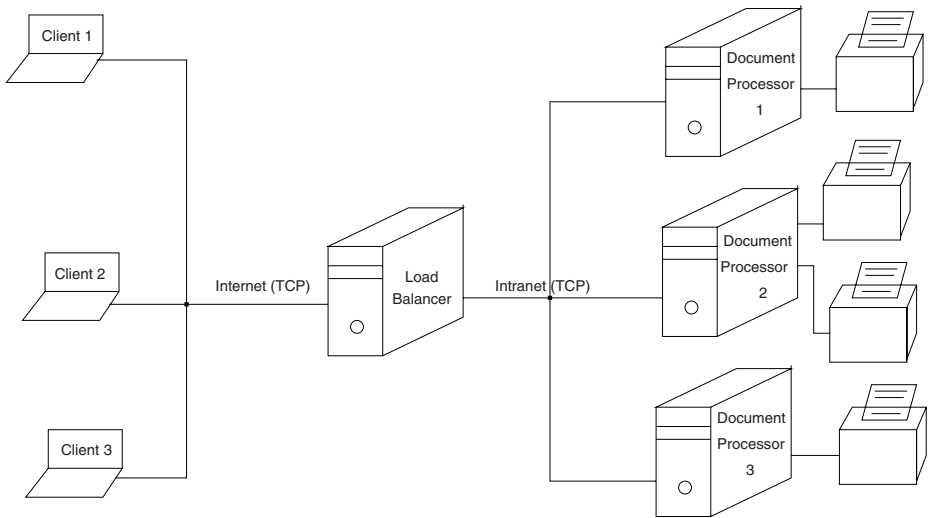 Client 1
Client 2
Client 3
Internet (TCP)
Load
Balancer
Intranet (TCP)
Document
Processor
1
Document
Processor
2
Document
Processor
3